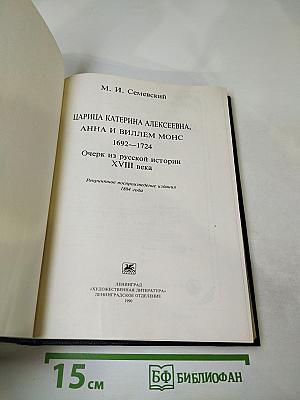 М. И. Семевский
ЦАРИЦА КАТЕРИНА АЛЕКСЕЕВНА,
АННА И ВИЛЛЕМ МОНС
1692—1724
Очерк из русской истории
XVIII века
Репринтное воспроизведение издания
1884 года
ЛЕНИНГРАД
«ХУДОЖЕСТВЕННАЯ ЛИТЕРАТУРА»
ЛЕНИНГРАДСКОЕ ОТДЕЛЕНИЕ
1990
15 см
БФ БИБЛИОФАН